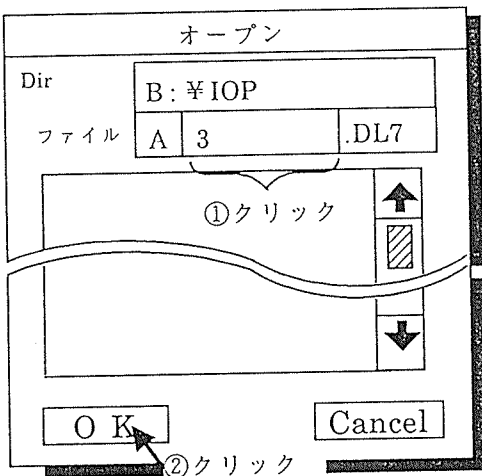 オープン
Dir
B:¥IOP
ファイル A 3 .DL7
①クリック
OK Cancel
②クリック